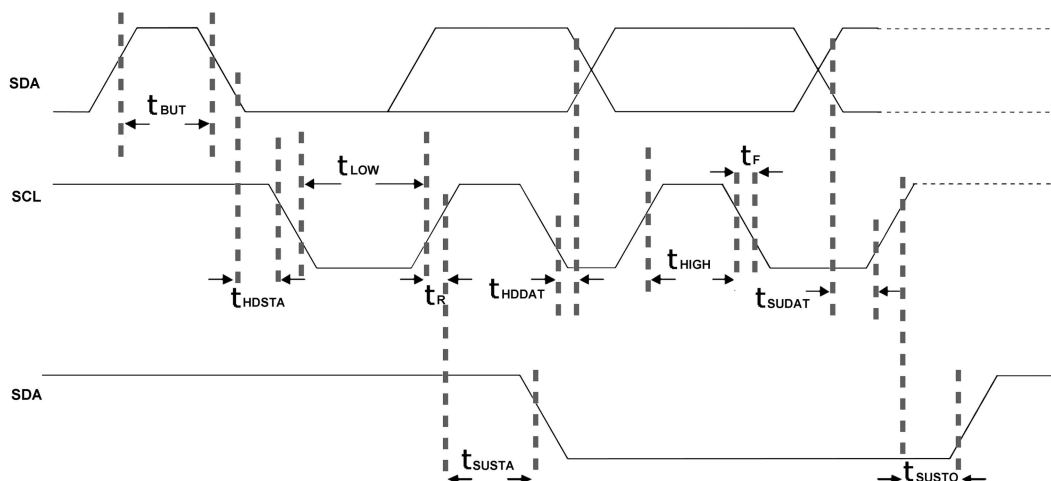 SDA
tBUT
tLOW
tF
SCL
tHDSTA
tR
tHDDAT
tHIGH
tSUDAT
SDA
tSUSTA
tSUSTO